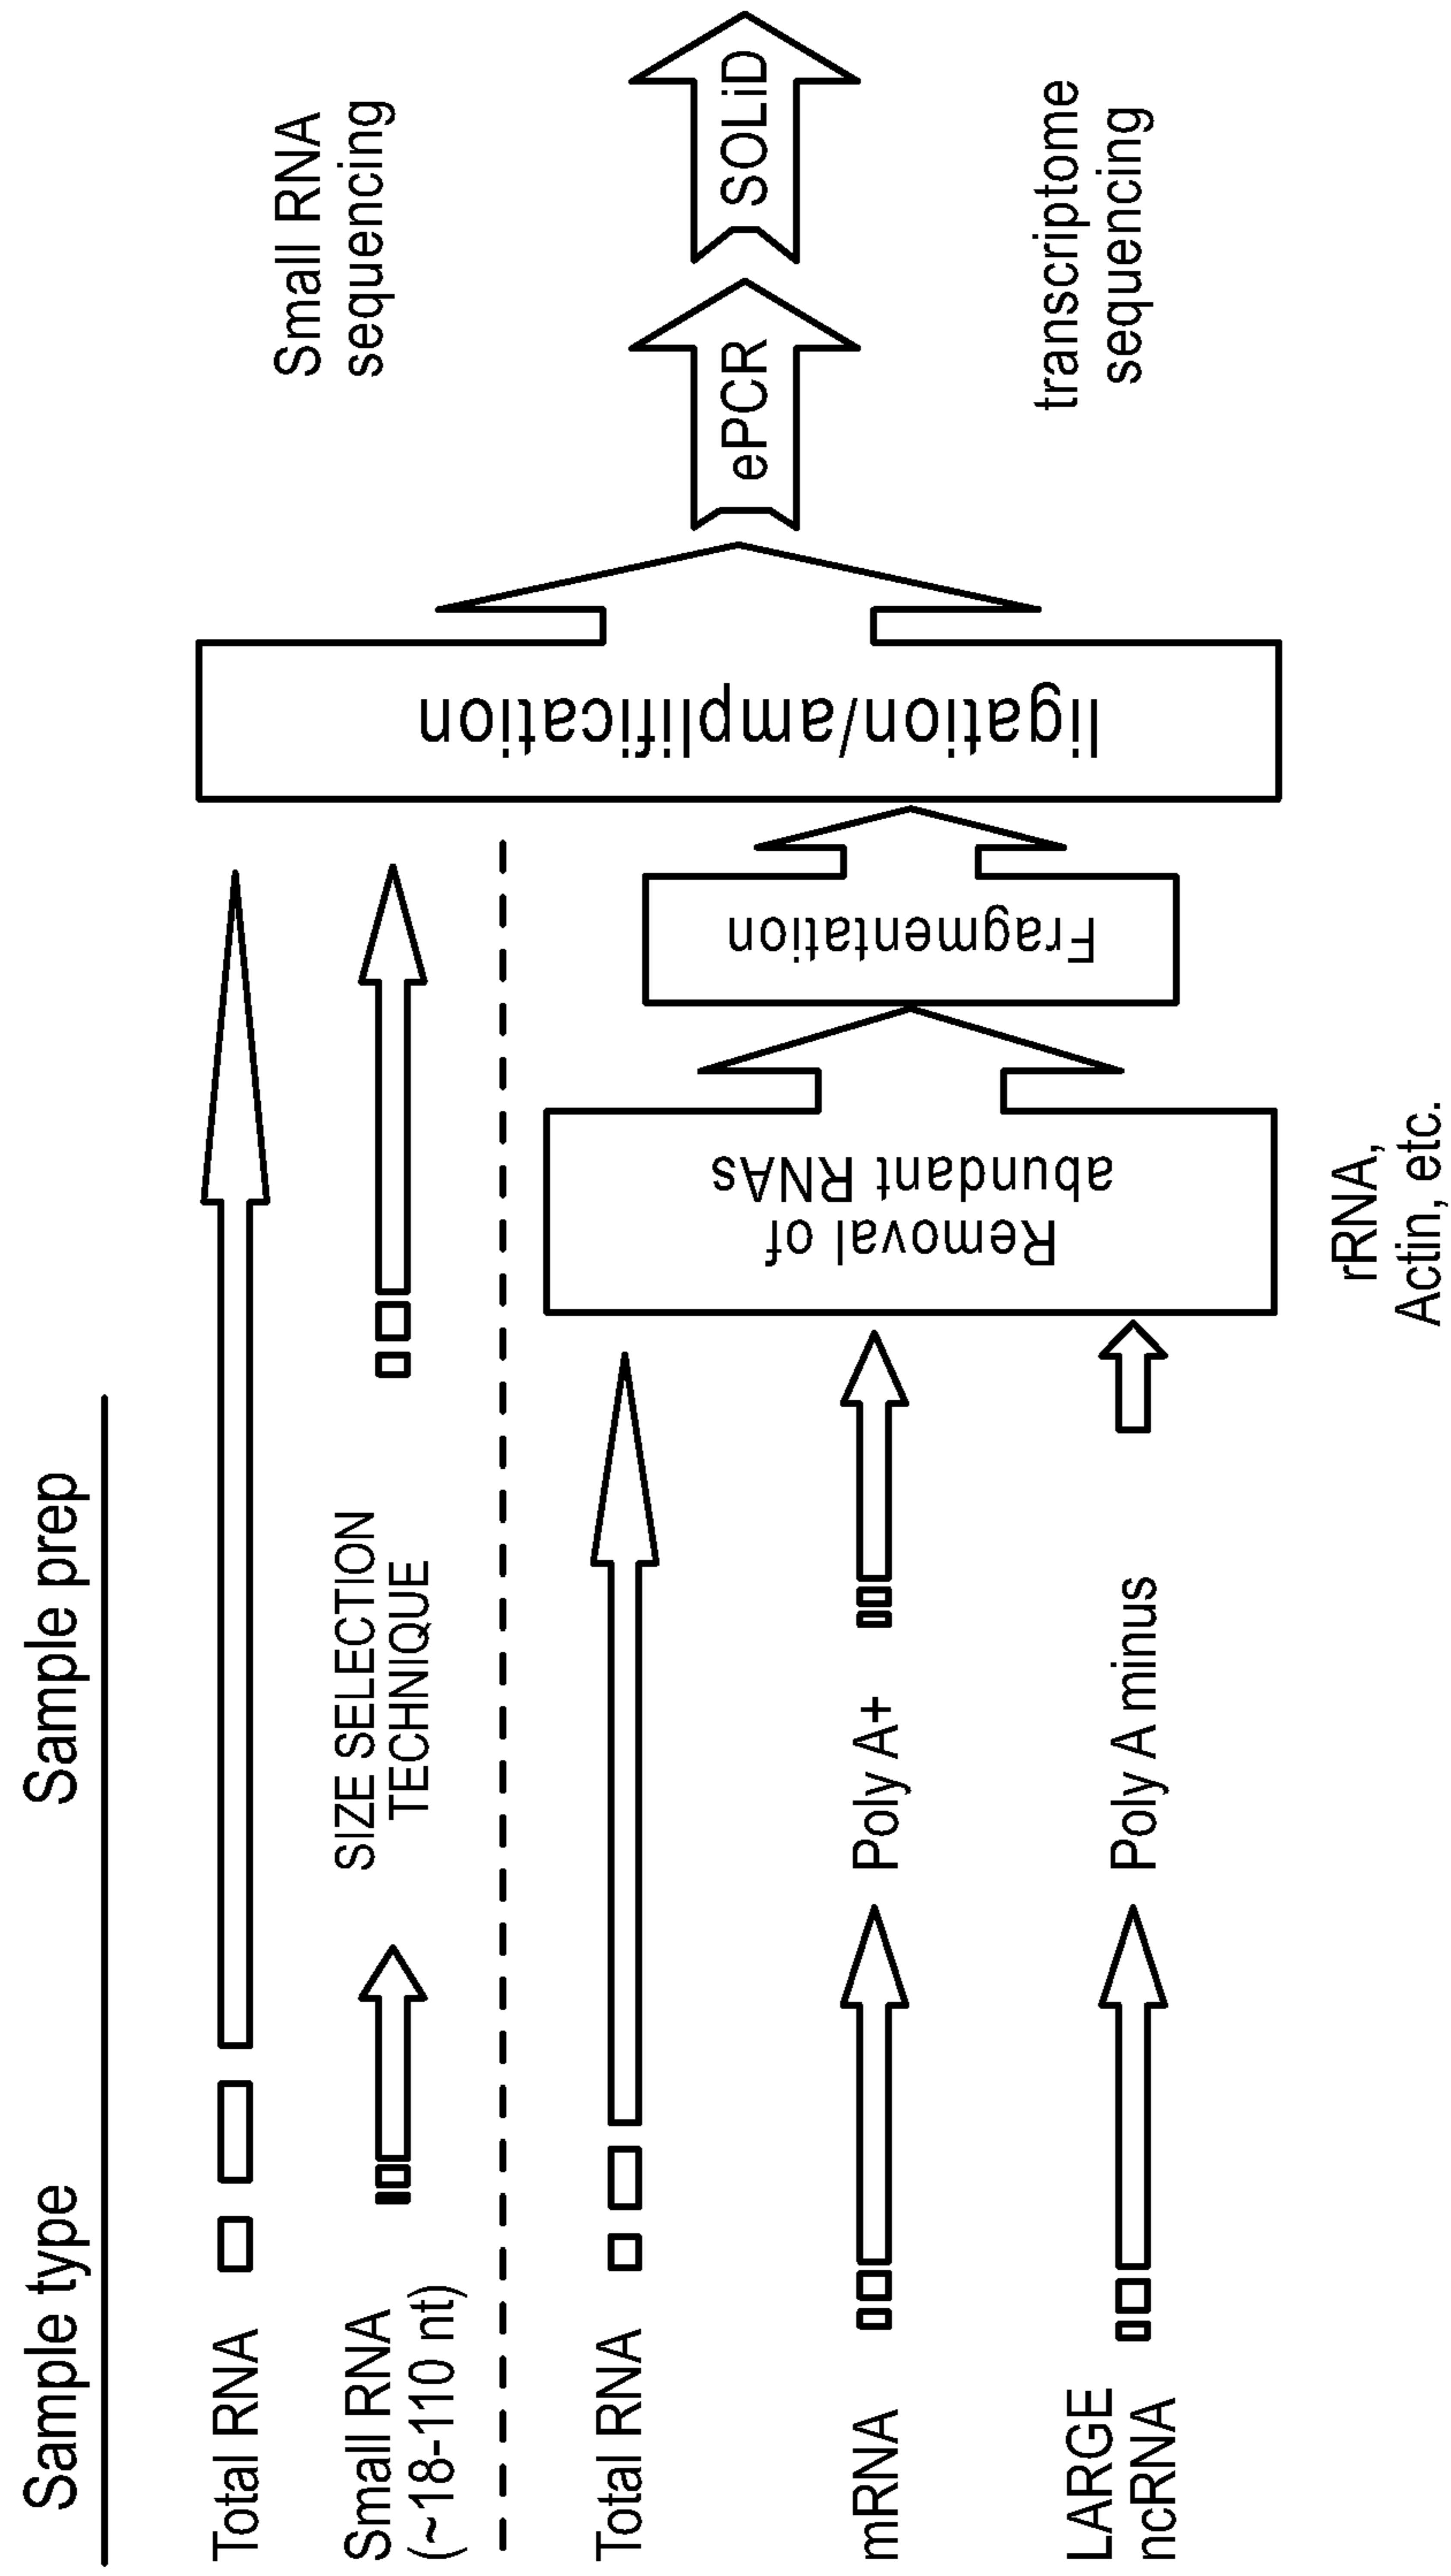 Sample type
Sample prep
Total RNA
Small RNA
(~18-110 nt)
SIZE SELECTION
TECHNIQUE
Small RNA
sequencing
Total RNA
mRNA
Poly A+
LARGE
ncRNA
Poly A minus
Removal of
abundant RNAs
rRNA,
Actin, etc.
Fragmentation
ligation/amplification
ePCR
SOLiD
transcriptome
sequencing